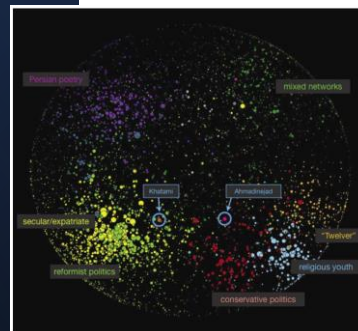 Persian poetry
mixed networks
Khatami
Ahmadinejad
secular/expatriate
"Twelver"
reformist politics
religious youth
conservative politics